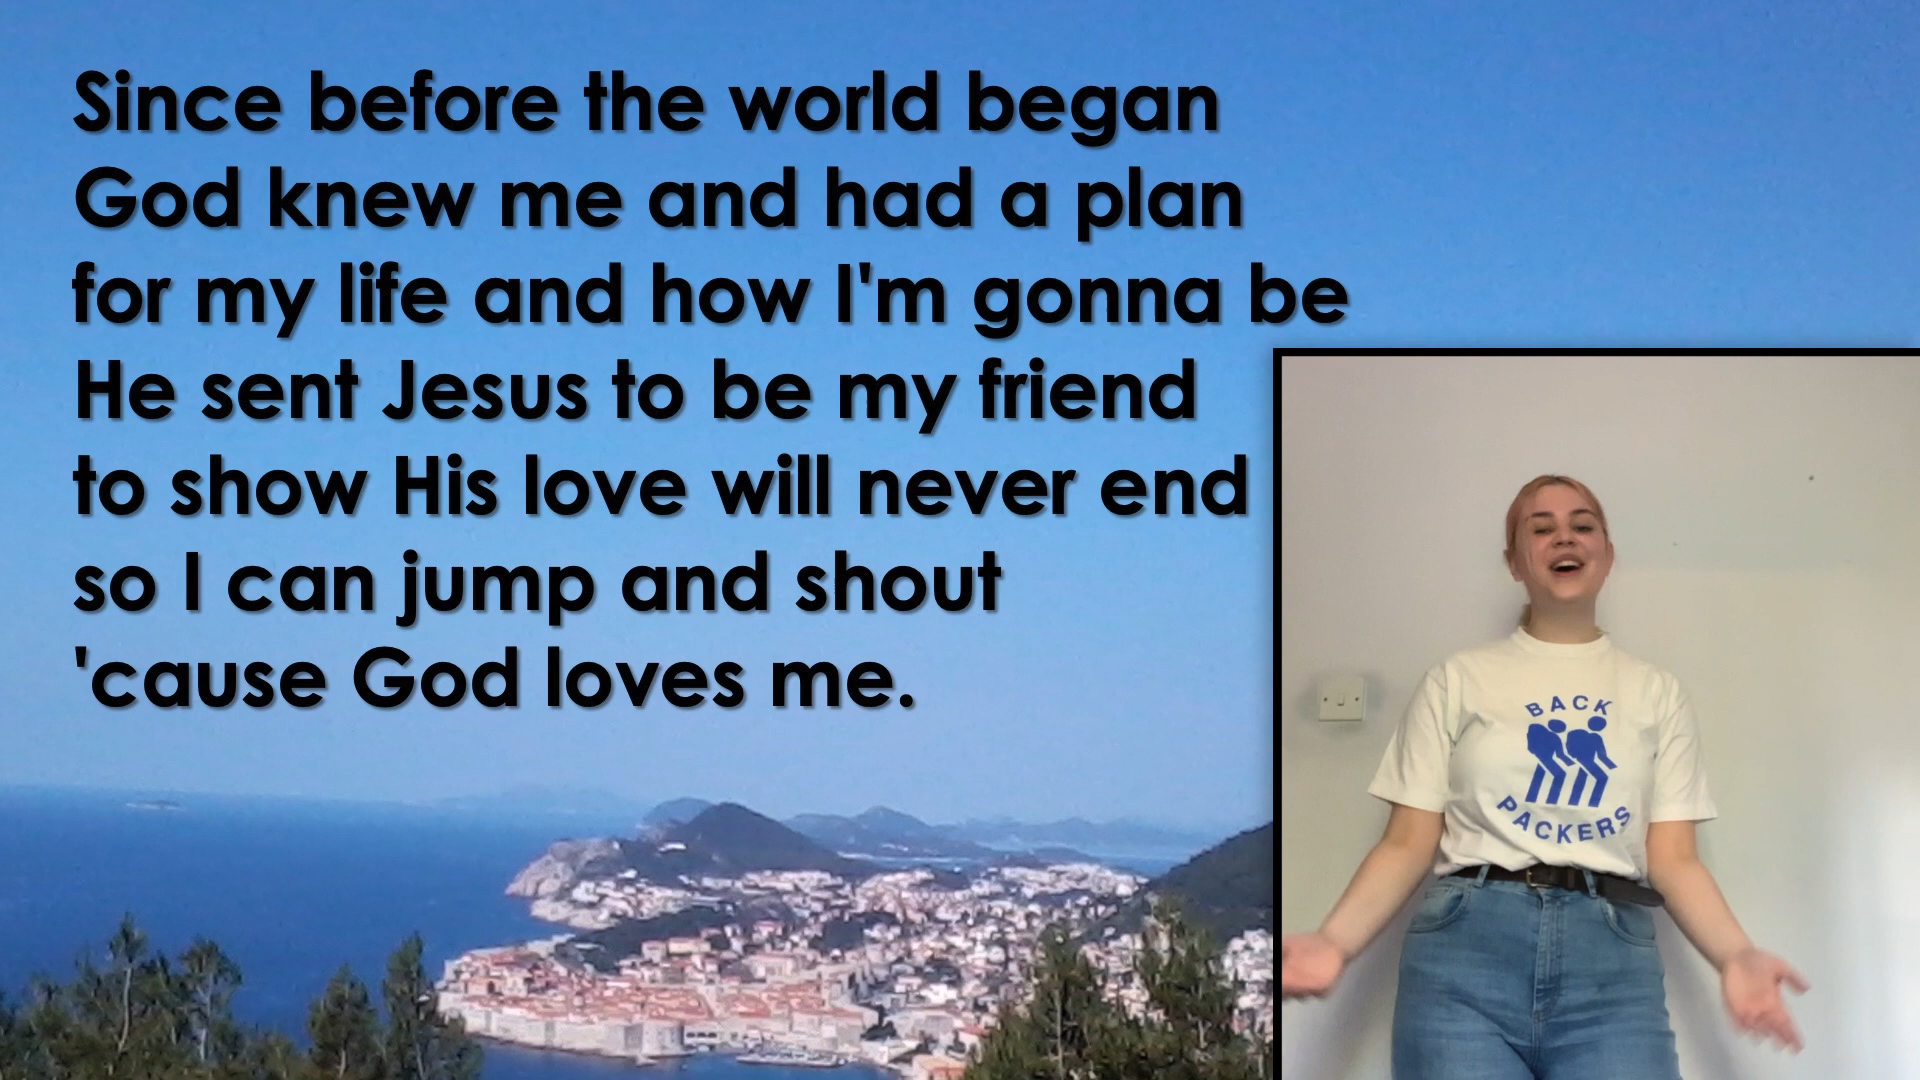 Since before the world began
God knew me and had a plan
for my life and how I'm gonna be
He sent Jesus to be my friend
to show His love will never end
so I can jump and shout
'cause God loves me.
BACK
PACKERS